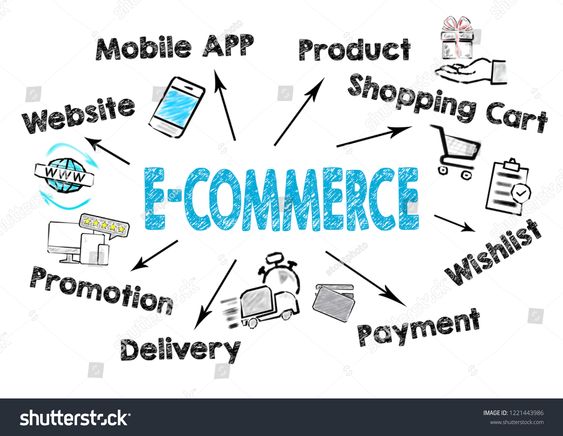 Mobile APP
Product
Website
Shopping Cart
WWW
E-COMMERCE
Wishlist
Promotion
Payment
Delivery
shutterstock
IMAGE ID: 1221443986
www.shutterstock.com